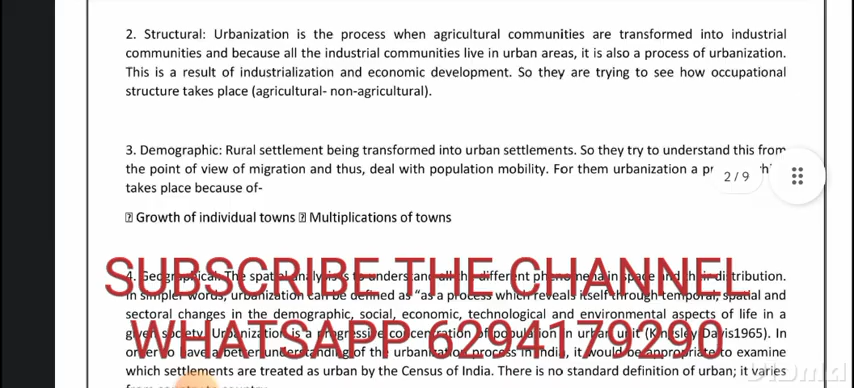 2. Structural: Urbanization is the process when agricultural communities are transformed into industrial
communities and because all the industrial communities live in urban areas, it is also a process of urbanization.
This is a result of industrialization and economic development. So they are trying to see how occupational
structure takes place (agricultural- non-agricultural).
3. Demographic: Rural settlement being transformed into urban settlements. So they try to understand this from
the point of view of migration and thus, deal with population mobility. For them urbanization a
2/9
takes place because of-
Growth of individual towns Multiplications of towns
SUBSCRIBE THE CHANNEL
4. Geographical: The spatial analysis is to understand all the different phenomena in space and their distribution.
In simpler words, urbanization can be defined as “as a process which reveals itself through temporal, spatial and
sectoral changes in the demographic, social, economic, technological and environmental aspects of life in a
WHATSAPP 6294179290
given society. Urbanization is a progressive concentration of population in urban unit (Kingsley Davis1965). In
order to have a better understanding of the urbanization process in India, it would be appropriate to examine
which settlements are treated as urban by the Census of India. There is no standard definition of urban; it varies
from country to country